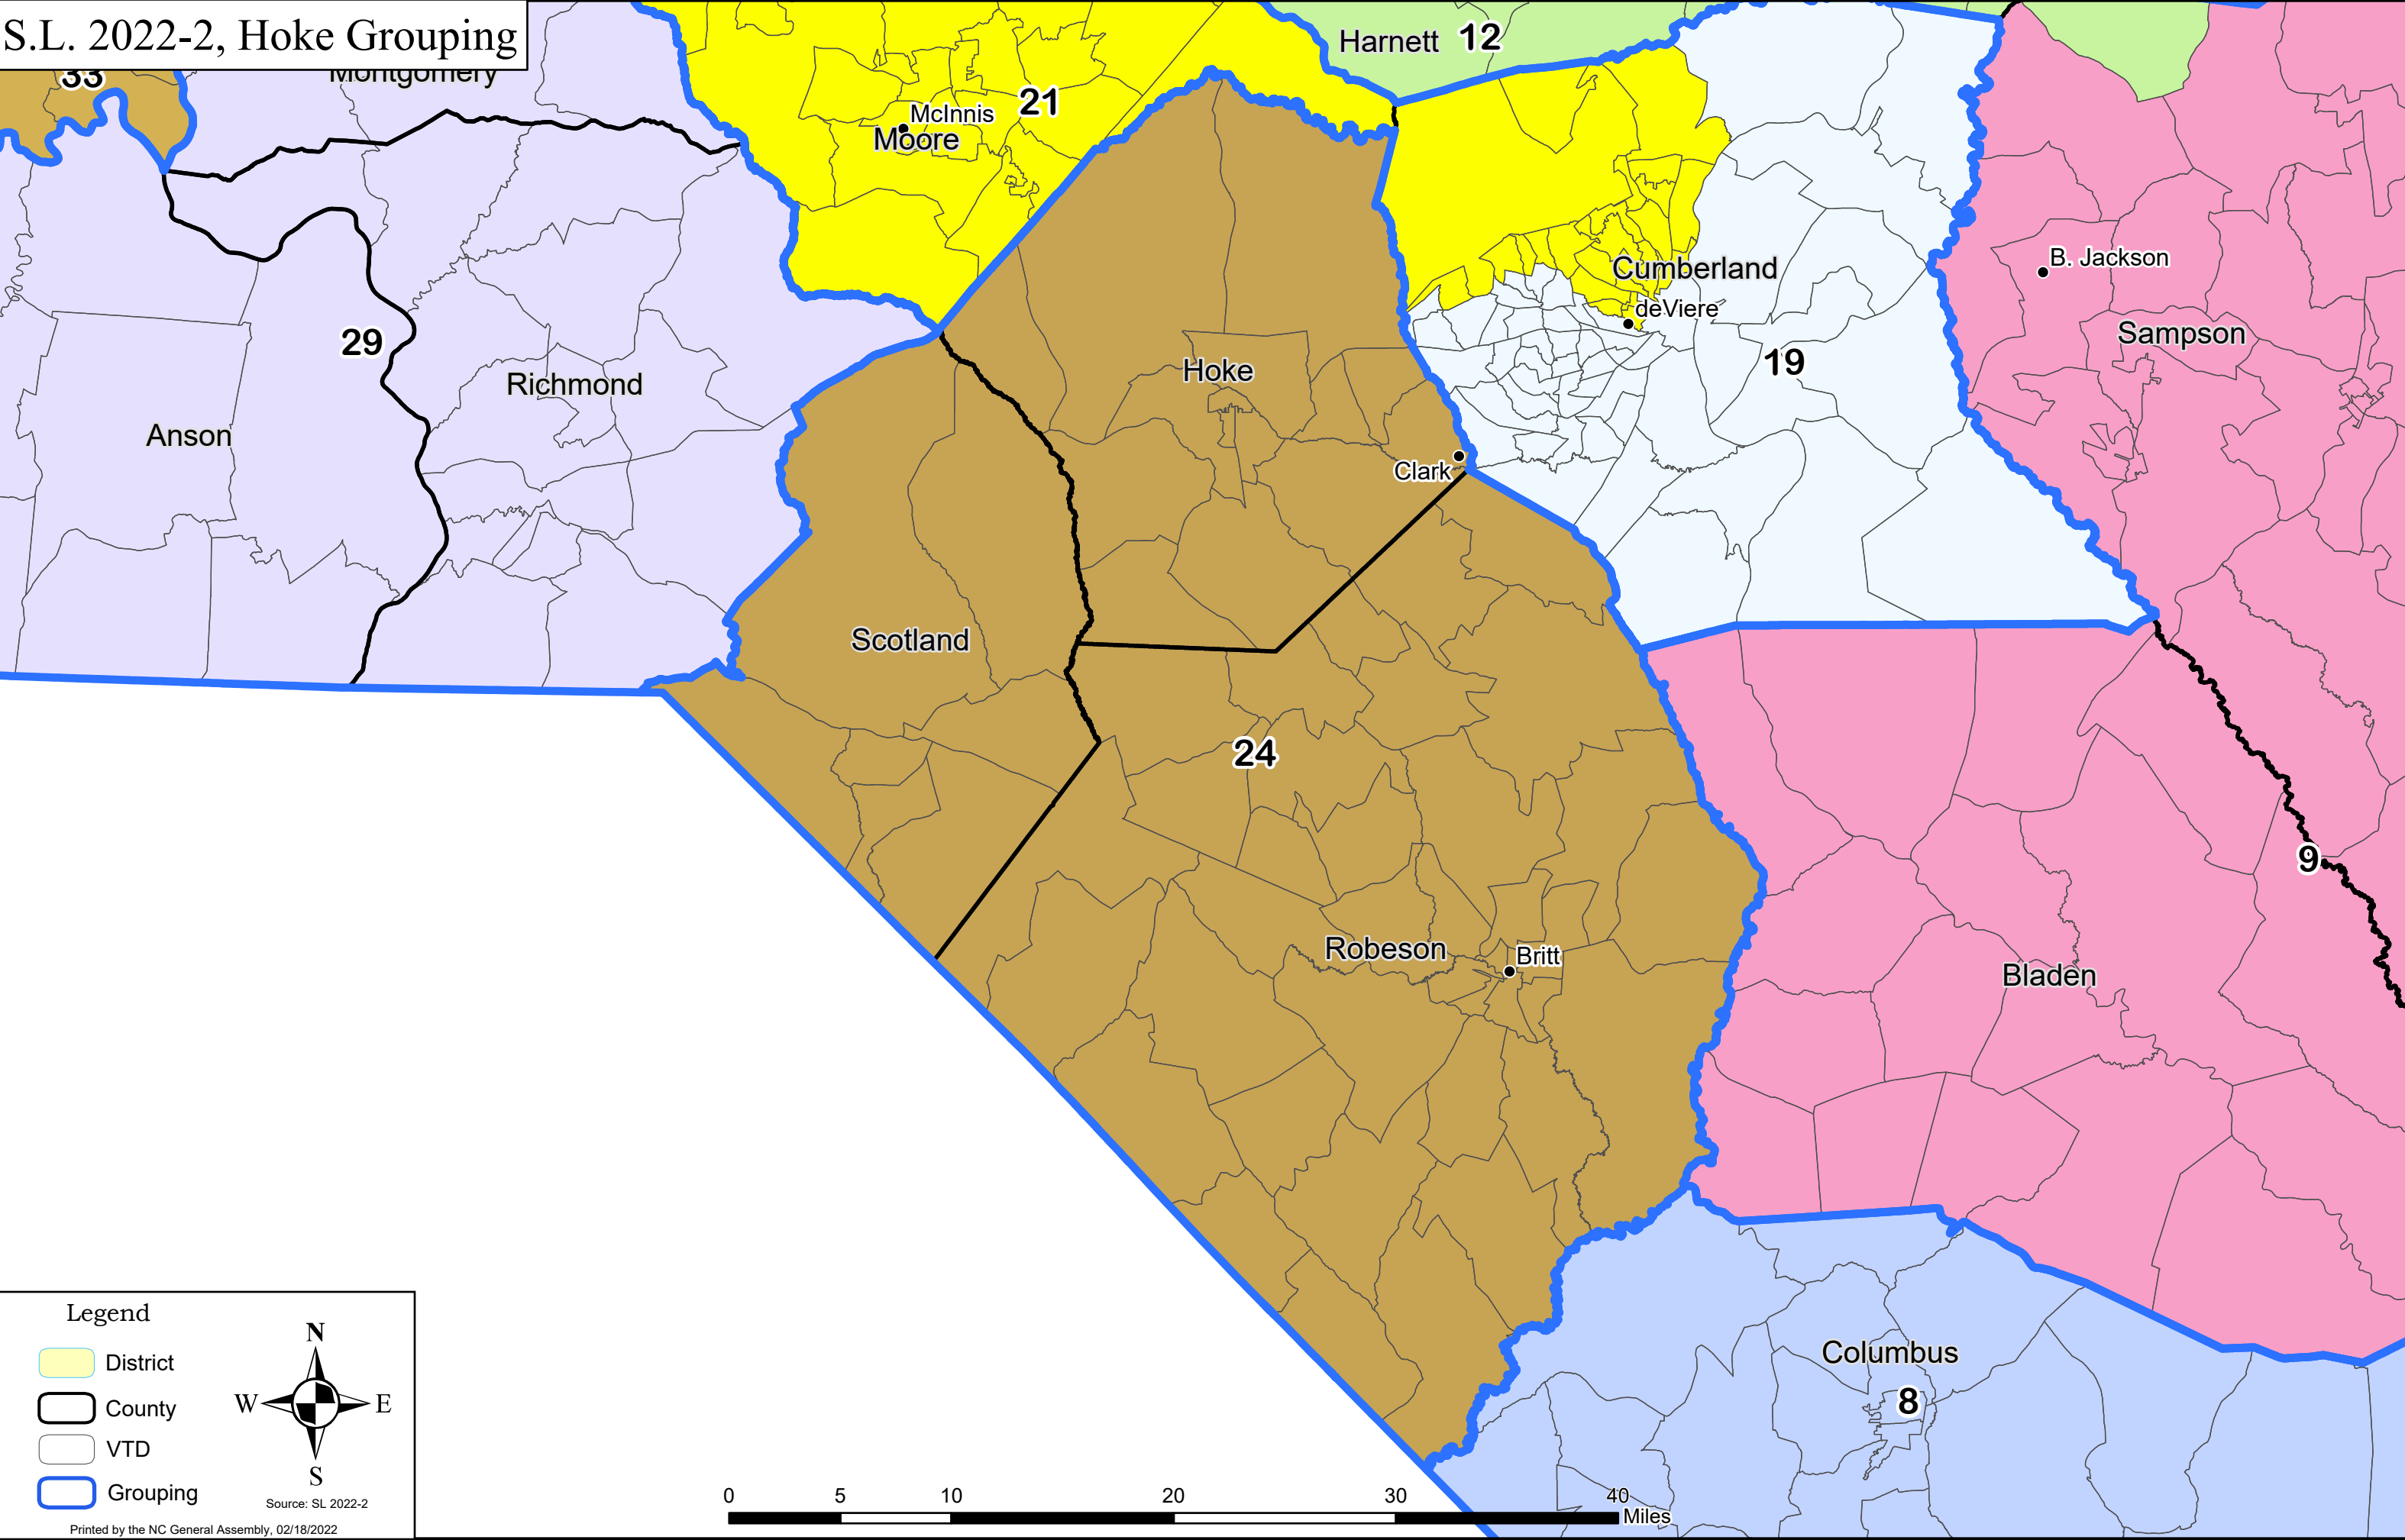 S.L. 2022-2, Hoke Grouping
33
Montgomery
Harnett 12
21
McInnis
Moore
Cumberland
deViere
B. Jackson
Sampson
29
19
Hoke
Richmond
Anson
Clark
Scotland
24
9
Robeson
Britt
Bladen
Columbus
8
Legend
District
County
VTD
Grouping
N
W E
S
Source: SL 2022-2
Printed by the NC General Assembly, 02/18/2022
0 5 10 20 30 40
Miles